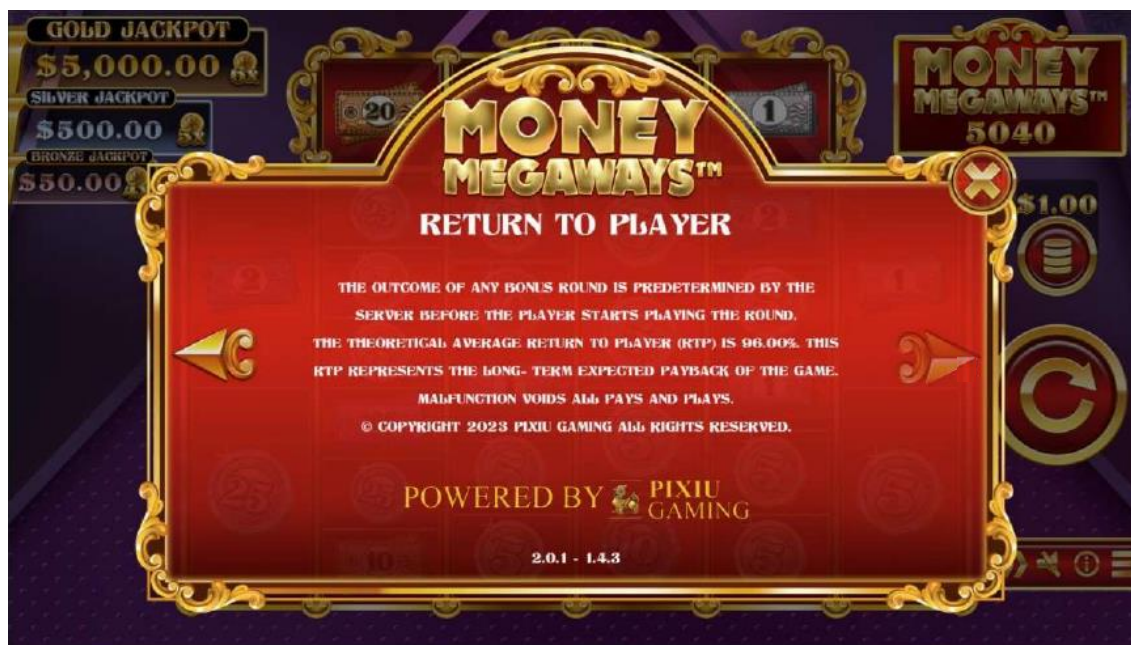 GOLD JACKPOT
$5,000.00
6X
SILVER JACKPOT
$500.00
5X
BRONZE JACKPOT
$50.00
20
1
MONEY
MEGAWAYS™
5040
MONEY
MEGAWAYS™
RETURN TO PLAYER
$1.00
THE OUTCOME OF ANY BONUS ROUND IS PREDETERMINED BY THE
SERVER BEFORE THE PLAYER STARTS PLAYING THE ROUND.
THE THEORETICAL AVERAGE RETURN TO PLAYER (RTP) IS 96.00%. THIS
RTP REPRESENTS THE LONG- TERM EXPECTED PAYBACK OF THE GAME.
MALFUNCTION VOIDS ALL PAYS AND PLAYS.
© COPYRIGHT 2023 PIXIU GAMING ALL RIGHTS RESERVED.
POWERED BY PIXIU
GAMING
2.0.1 - 1.4.3